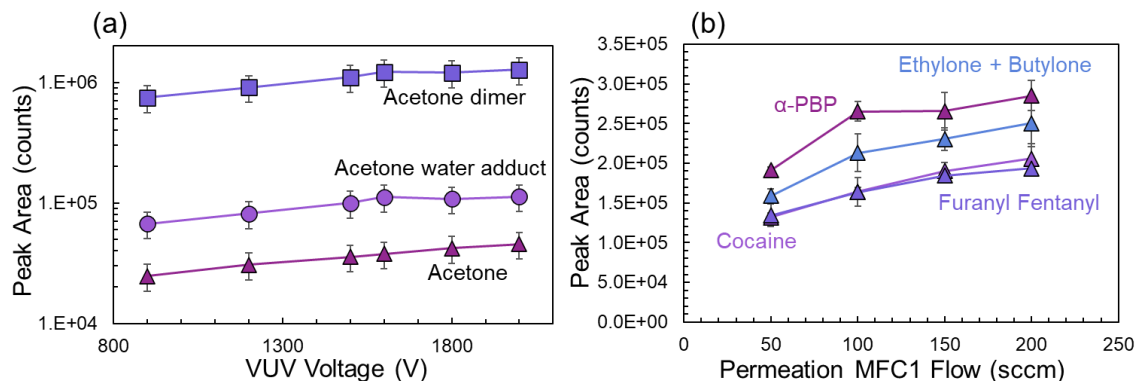 (a)
Peak Area (counts)
1.E+06
1.E+05
1.E+04
Acetone dimer
Acetone water adduct
Acetone
800
1300
1800
VUV Voltage (V)
(b)
Peak Area (counts)
3.5E+05
3.0E+05
2.5E+05
2.0E+05
1.5E+05
1.0E+05
5.0E+04
0.0E+00
Ethylone + Butylone
α-PBP
Furanyl Fentanyl
Cocaine
0
50
100
150
200
250
Permeation MFC1 Flow (sccm)